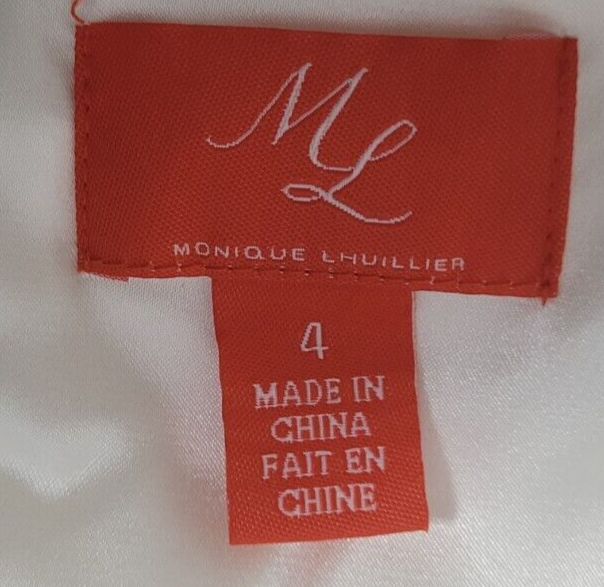 ML
MONIQUE LHUILLIER
4
MADE IN
CHINA
FAIT EN
CHINE